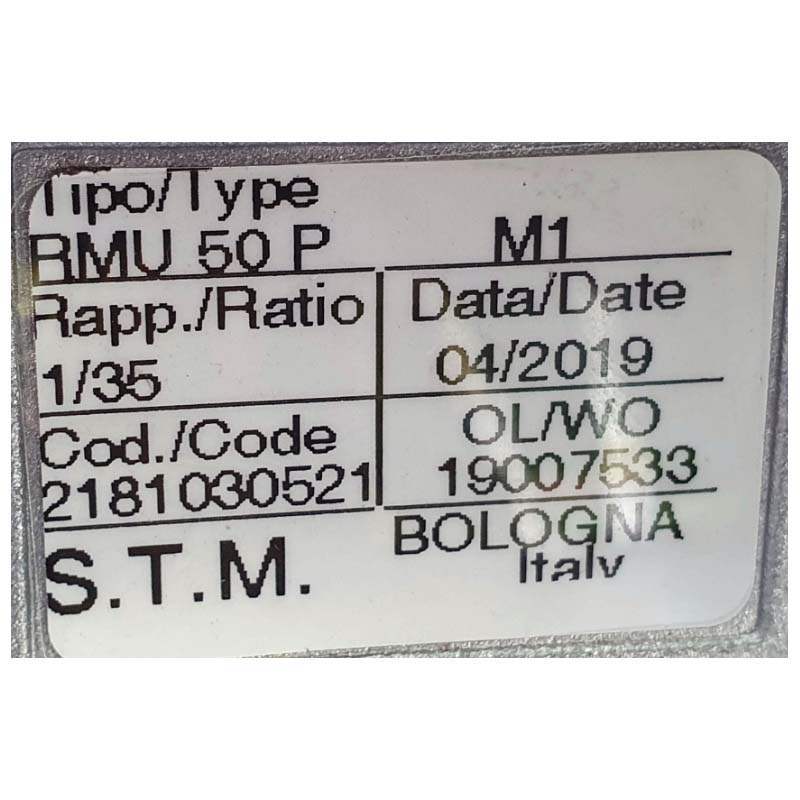 Tipo/Type
RMU 50 P M1
Rapp./Ratio Data/Date
1/35 04/2019
Cod./Code OL/WO
2181030521 19007533
S.T.M. BOLOGNA
Italy